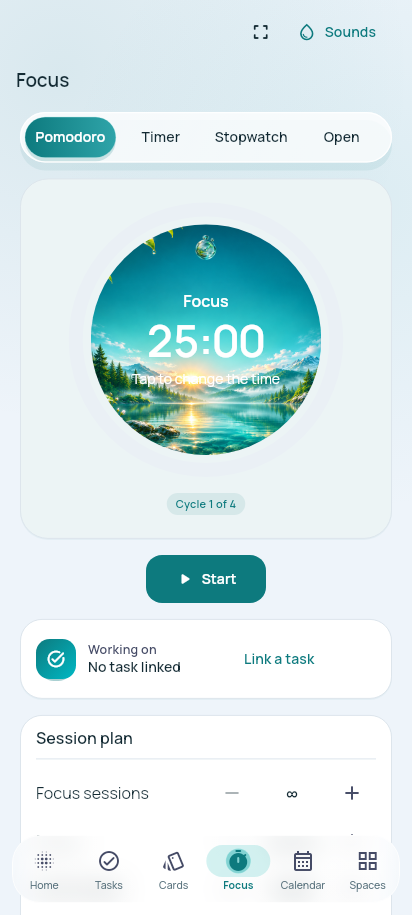 Sounds
Focus
Pomodoro Timer Stopwatch Open
Focus
25:00
Tap to change the time
Cycle 1 of 4
Start
Working on
No task linked
Link a task
Session plan
Focus sessions − ∞ +
Home Tasks Cards Focus Calendar Spaces